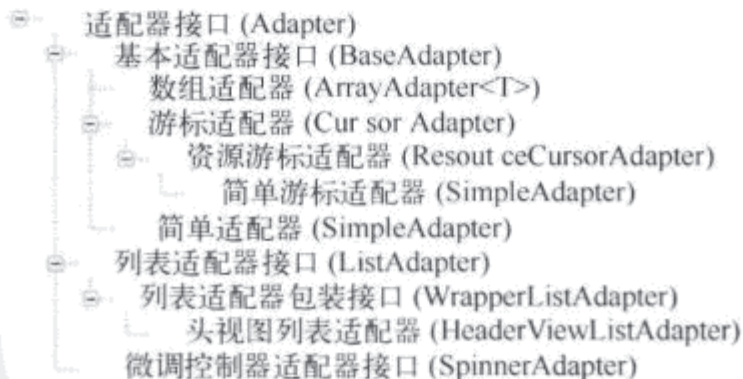 适配器接口 (Adapter)
基本适配器接口 (BaseAdapter)
数组适配器 (ArrayAdapter<T>)
游标适配器 (Cur sor Adapter)
资源游标适配器 (Resout ceCursorAdapter)
简单游标适配器 (SimpleAdapter)
简单适配器 (SimpleAdapter)
列表适配器接口 (ListAdapter)
列表适配器包装接口 (WrapperListAdapter)
头视图列表适配器 (HeaderViewListAdapter)
微调控制器适配器接口 (SpinnerAdapter)